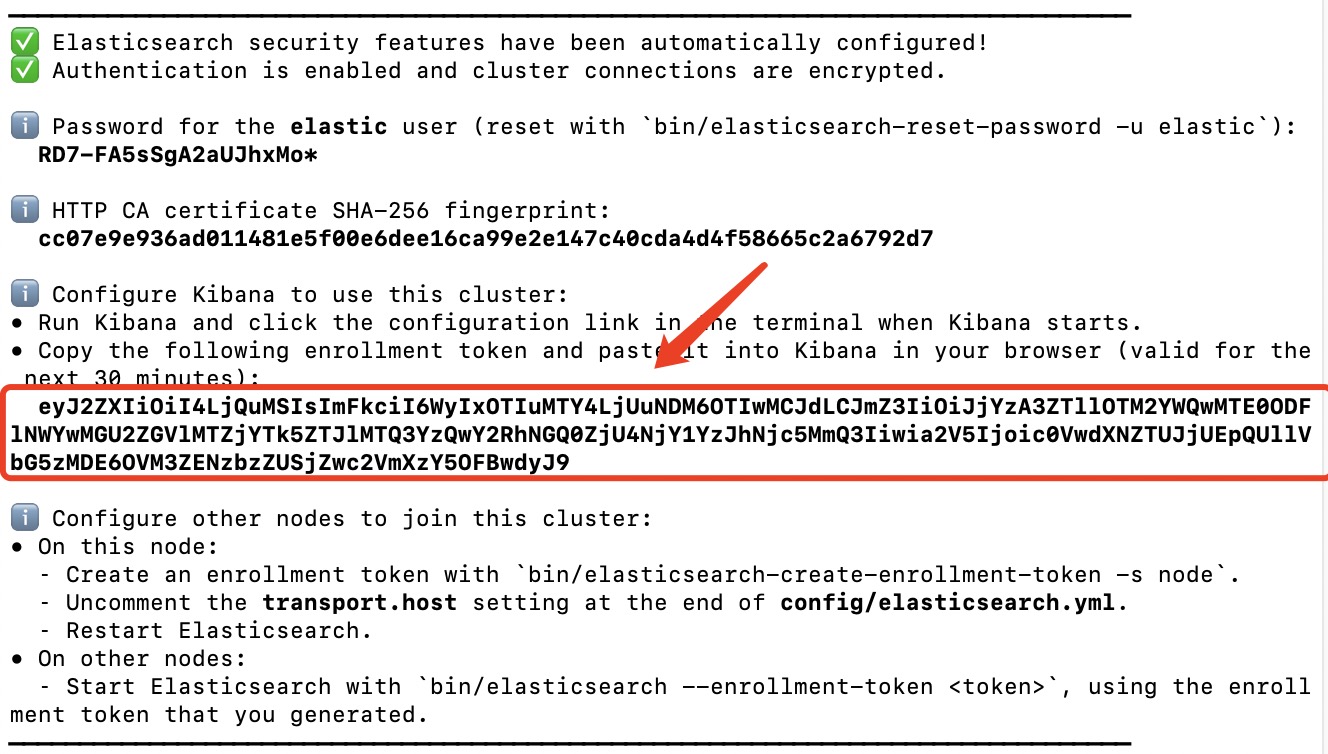 Elasticsearch security features have been automatically configured!
Authentication is enabled and cluster connections are encrypted.
Password for the elastic user (reset with `bin/elasticsearch-reset-password -u elastic`):
RD7-FA5sSgA2aUJhxMo*
HTTP CA certificate SHA-256 fingerprint:
cc07e9e936ad011481e5f00e6dee16ca99e2e147c40cda4d4f58665c2a6792d7
Configure Kibana to use this cluster:
• Run Kibana and click the configuration link in the terminal when Kibana starts.
• Copy the following enrollment token and paste it into Kibana in your browser (valid for the
next 30 minutes):
eyJ2ZXIiOiI4LjQuMSIsImFkciI6WyIxOTIuMTY4LjUuNDM6OTIwMCJdLCJmZ3IiOiJjYzA3ZTllOTM2YWQwMTE0ODF
lNWYwMGU2ZGVlMTZjYTk5ZTJlMTQ3YzQwY2RhNGQ0ZjU4NjY1YzJhNjc5MmQ3Iiwia2V5Ijoic0VwdXNZTUJjUEpQUllV
bG5zMDE6OVM3ZENzbzZUSjZwc2VmXzY5OFBwdyJ9
Configure other nodes to join this cluster:
• On this node:
- Create an enrollment token with `bin/elasticsearch-create-enrollment-token -s node`.
- Uncomment the transport.host setting at the end of config/elasticsearch.yml.
- Restart Elasticsearch.
• On other nodes:
- Start Elasticsearch with `bin/elasticsearch --enrollment-token <token>`, using the enroll
ment token that you generated.